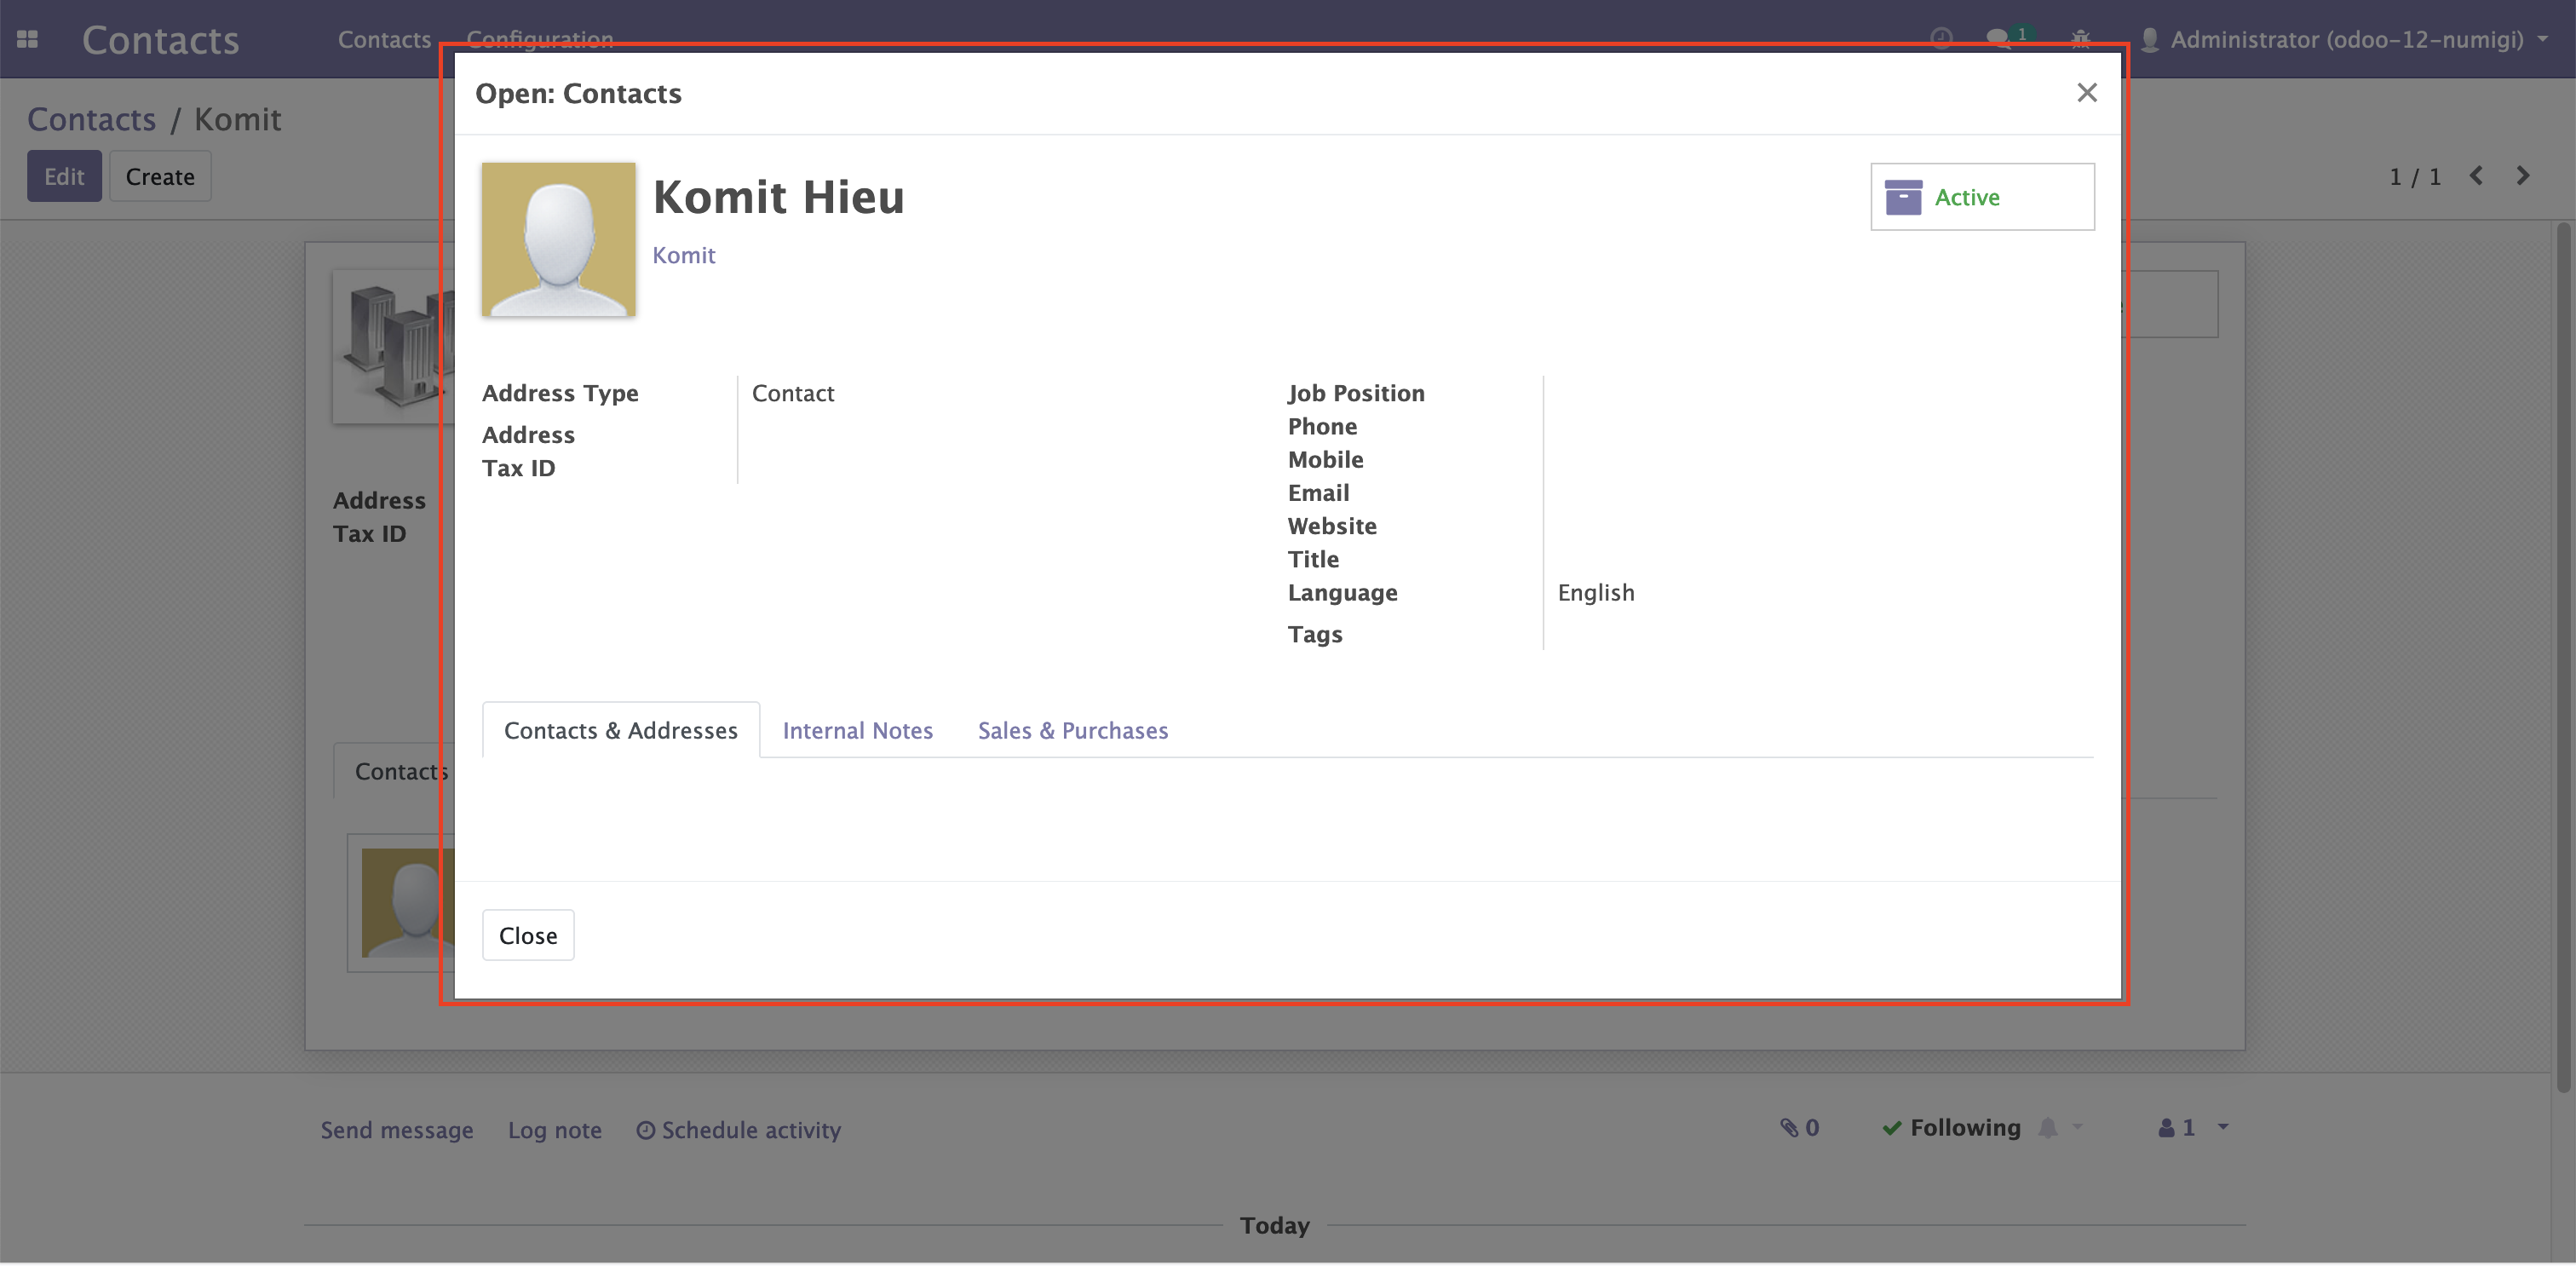 Contacts Contacts Configuration 1 Administrator (odoo-12-numigi)
Contacts / Komit
Edit Create 1 / 1
Open: Contacts ×
Komit Hieu
Komit
Active
Address Type Contact
Address
Tax ID
Job Position
Phone
Mobile
Email
Website
Title
Language English
Tags
Contacts & Addresses Internal Notes Sales & Purchases
Close
Address
Tax ID
Contacts
Send message Log note Schedule activity 0 Following 1
Today